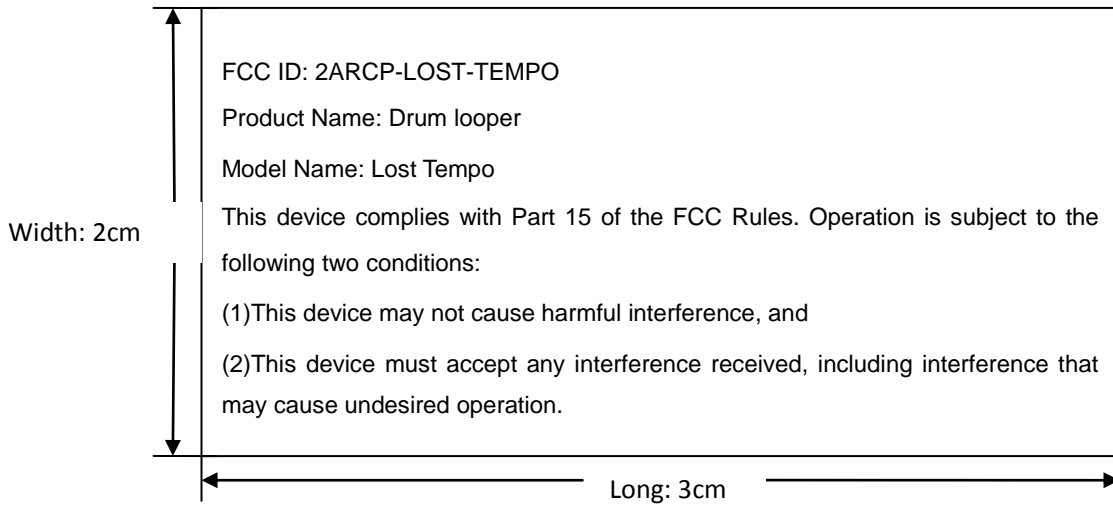 FCC ID: 2ARCP-LOST-TEMPO
Product Name: Drum looper
Model Name: Lost Tempo
This device complies with Part 15 of the FCC Rules. Operation is subject to the
following two conditions:
(1)This device may not cause harmful interference, and
(2)This device must accept any interference received, including interference that
may cause undesired operation.
Width: 2cm
Long: 3cm